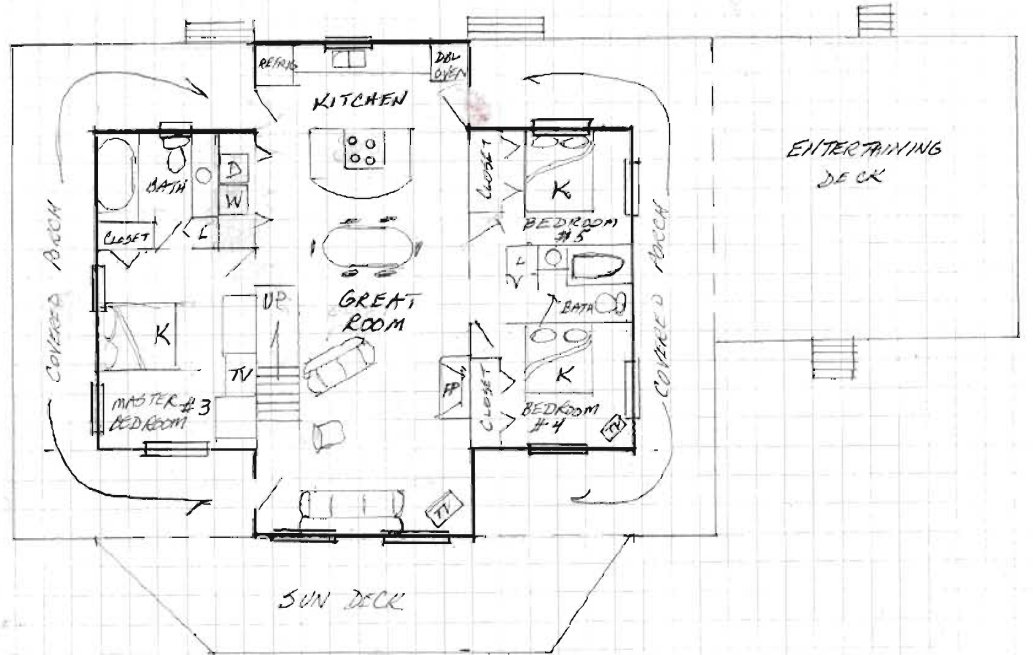 REFRIG
DBL
OVEN
KITCHEN
ENTERTAINING
DECK
BATH
D
W
CLOSET
L
CLOSET
K
BEDROOM
#5
COVERED PORCH
COVERED PORCH
UP
GREAT
ROOM
L
BATH
K
TV
FP
K
MASTER #3
BEDROOM
CLOSET
BEDROOM
#4
TV
TV
SUN DECK